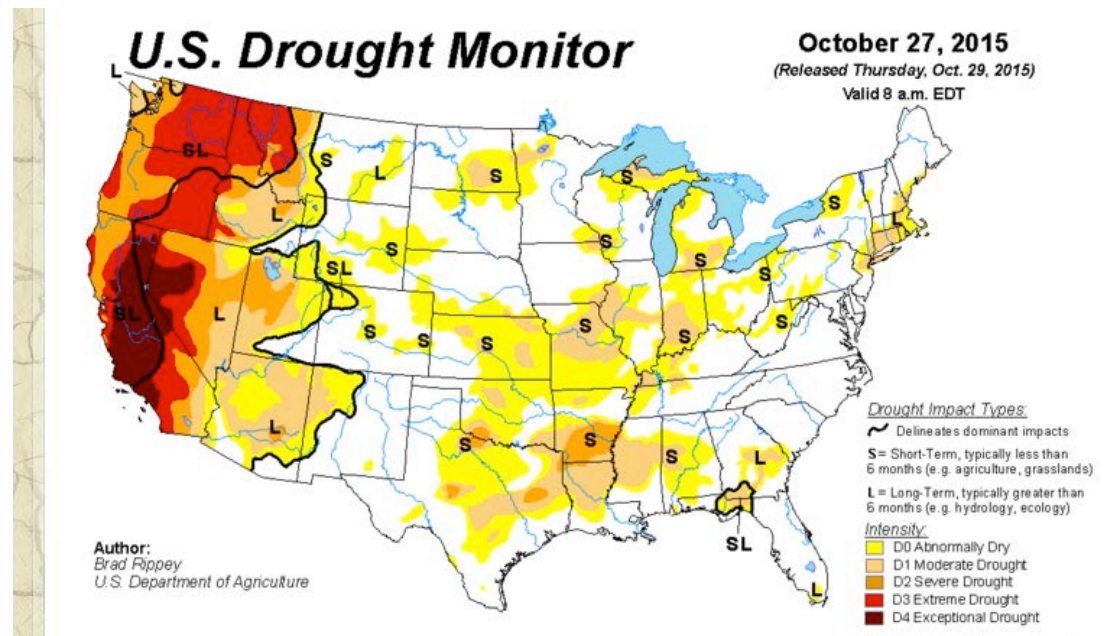 U.S. Drought Monitor
October 27, 2015
(Released Thursday, Oct. 29, 2015)
Valid 8 a.m. EDT
L
SL
S
L
S
S
S
L
S
L
S
S
S
SL
S
SL
L
S
S
S
S
S
S
L
S
S
S
L
SL
L
Drought Impact Types:
Delineates dominant impacts
S = Short-Term, typically less than
6 months (e.g. agriculture, grasslands)
L = Long-Term, typically greater than
6 months (e.g. hydrology, ecology)
Intensity:
D0 Abnormally Dry
D1 Moderate Drought
D2 Severe Drought
D3 Extreme Drought
D4 Exceptional Drought
Author:
Brad Rippey
U.S. Department of Agriculture